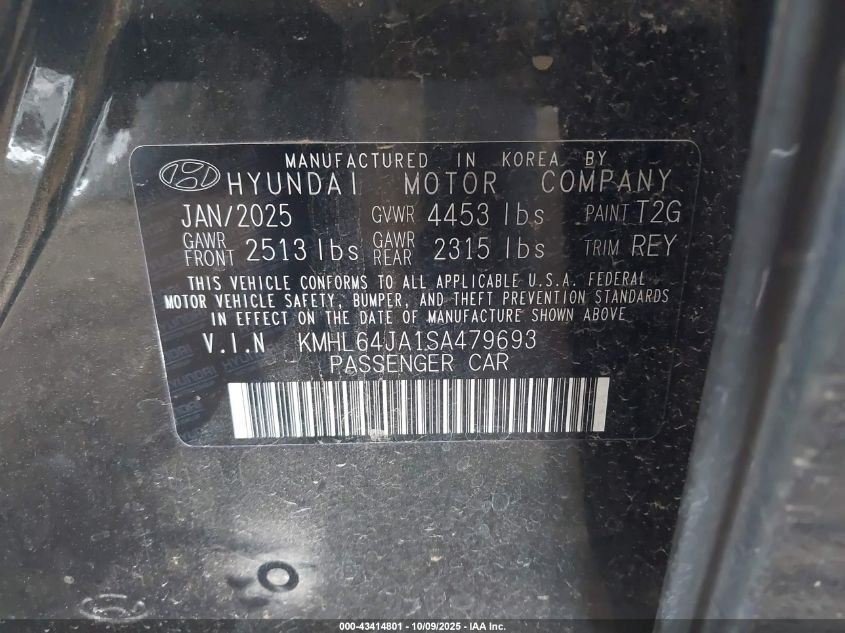 MANUFACTURED IN KOREA BY
HYUNDAI MOTOR COMPANY
JAN/2025 GVWR 4453 lbs PAINT T2G
GAWR FRONT 2513 lbs GAWR REAR 2315 lbs TRIM REY
THIS VEHICLE CONFORMS TO ALL APPLICABLE U.S.A. FEDERAL
MOTOR VEHICLE SAFETY, BUMPER, AND THEFT PREVENTION STANDARDS
IN EFFECT ON THE DATE OF MANUFACTURE SHOWN ABOVE
V.I.N KMHL64JA1SA479693
PASSENGER CAR
000-43414801 - 10/09/2025 - IAA Inc.